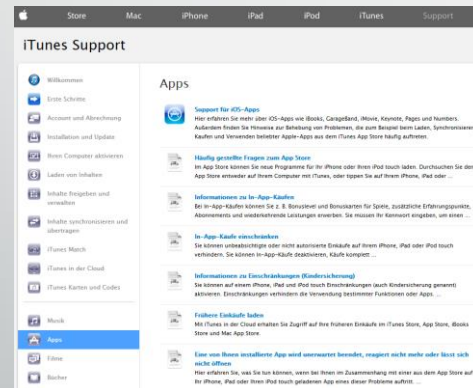 Store Mac iPhone iPad iPod iTunes Support
iTunes Support
Willkommen
Erste Schritte
Account und Abrechnung
Installation und Update
Ihren Computer aktivieren
Laden von Inhalten
Inhalte freigeben und
verwalten
Inhalte synchronisieren und
übertragen
iTunes Match
iTunes in der Cloud
iTunes Karten und Codes
Musik
Apps
Filme
Bücher
Apps
Support für iOS-Apps
Hier erfahren Sie mehr über iOS-Apps wie iBooks, GarageBand, iMovie, Keynote, Pages und Numbers.
Außerdem finden Sie Hinweise zur Behebung von Problemen, die zum Beispiel beim Laden, Synchronisieren,
Kaufen und Verwenden beliebter Apple-Apps aus dem iTunes App Store häufig auftreten.
Häufig gestellte Fragen zum App Store
Im App Store können Sie neue Programme für Ihr iPhone oder Ihren iPod touch laden. Durchsuchen Sie den
App Store entweder auf Ihrem Computer mit iTunes, oder tippen Sie auf Ihrem iPhone, iPad oder ...
Informationen zu In-App-Käufen
Bei In-App-Käufen können Sie z. B. Bonuslevel und Bonuskarten für Spiele, zusätzliche Erfahrungspunkte,
Abonnements und wiederkehrende Leistungen erwerben. Sie müssen Ihr Kennwort eingeben, um einen ...
In-App-Käufe einschränken
Sie können unbeabsichtigte oder nicht autorisierte Einkäufe auf Ihrem iPhone, iPad oder iPod touch
verhindern. Sie können In-App-Käufe deaktivieren, Käufe komplett ...
Informationen zu Einschränkungen (Kindersicherung)
Sie können auf einem iPhone, iPad und iPod touch Einschränkungen (auch Kindersicherung genannt)
aktivieren. Einschränkungen verhindern die Verwendung bestimmter Funktionen oder Apps. ...
Frühere Einkäufe laden
Mit iTunes in der Cloud erhalten Sie Zugriff auf Ihre früheren Einkäufe im iTunes Store, App Store, iBooks
Store und Mac App Store.
Eine von Ihnen installierte App wird unerwartet beendet, reagiert nicht mehr oder lässt sich
nicht öffnen
Hier erfahren Sie, was Sie tun können, wenn bei Ihnen im Zusammenhang mit einer aus dem App Store auf
Ihr iPhone, iPad oder Ihren iPod touch geladenen App eines dieser Probleme auftritt. ...